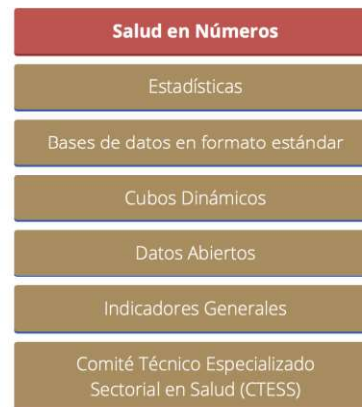 Salud en Números
Estadísticas
Bases de datos en formato estándar
Cubos Dinámicos
Datos Abiertos
Indicadores Generales
Comité Técnico Especializado
Sectorial en Salud (CTESS)